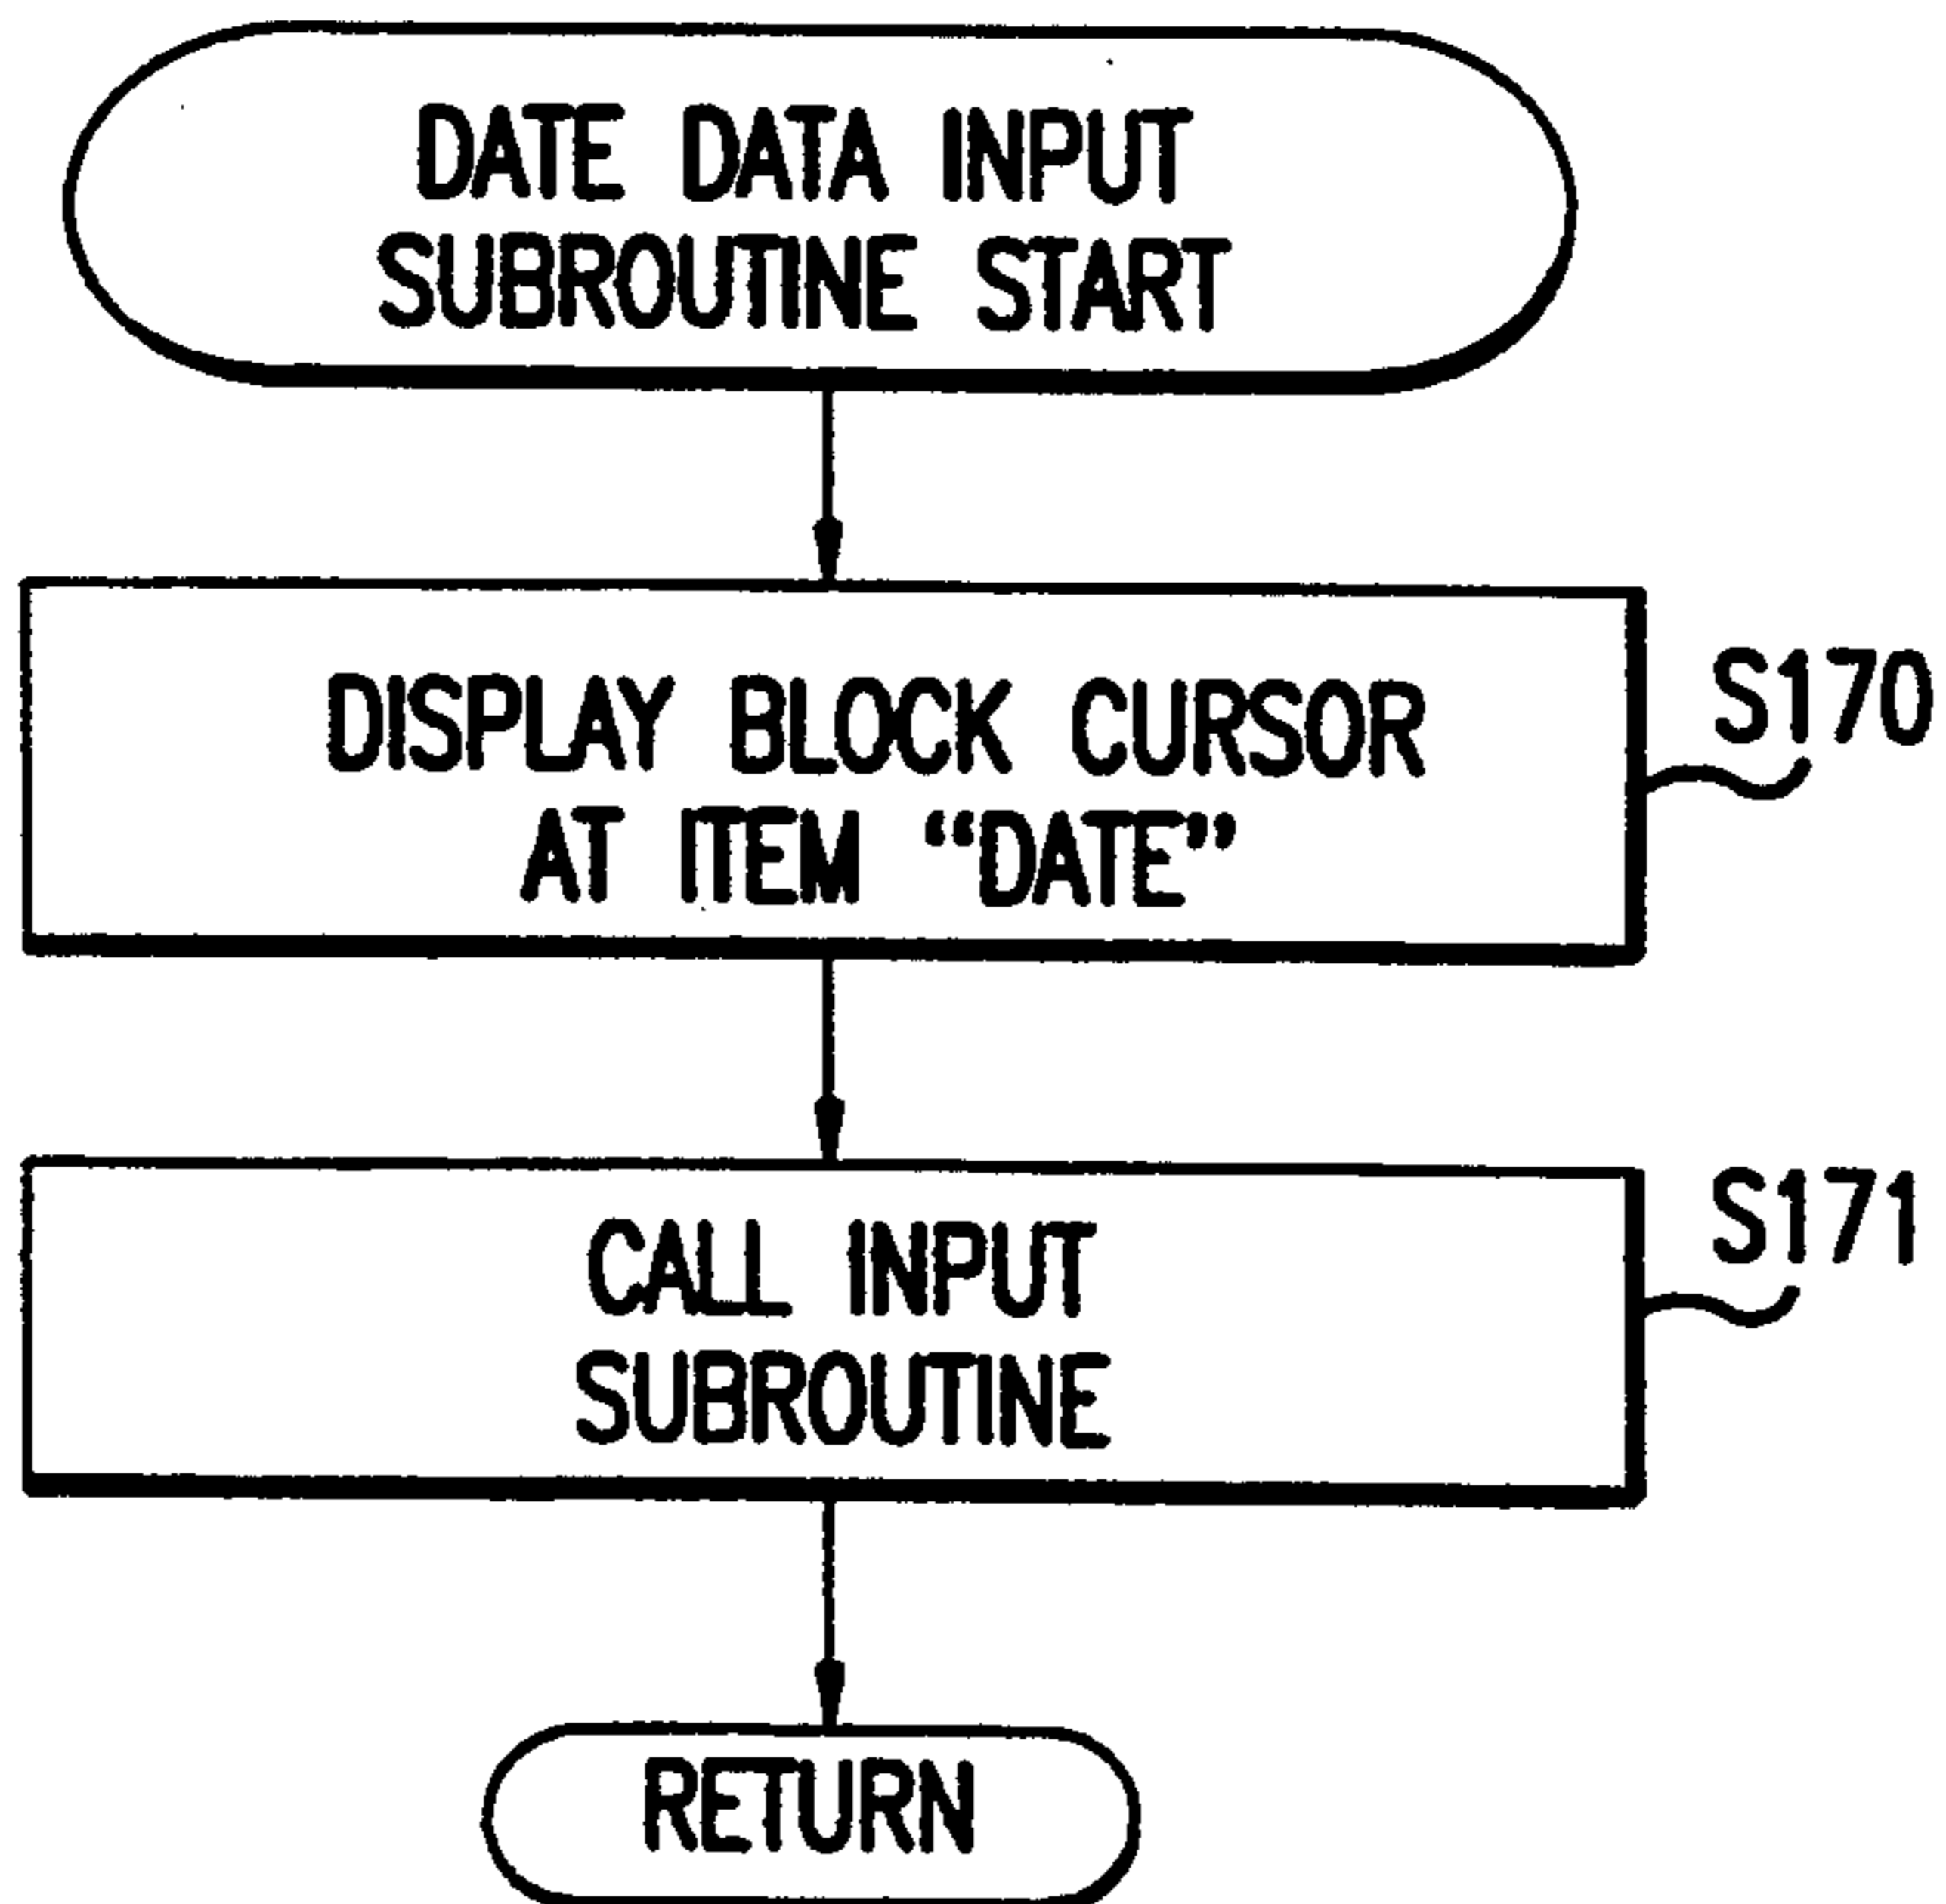 DATE DATA INPUT
SUBROUTINE START
DISPLAY BLOCK CURSOR
AT ITEM “DATE”
S170
CALL INPUT
SUBROUTINE
S171
RETURN